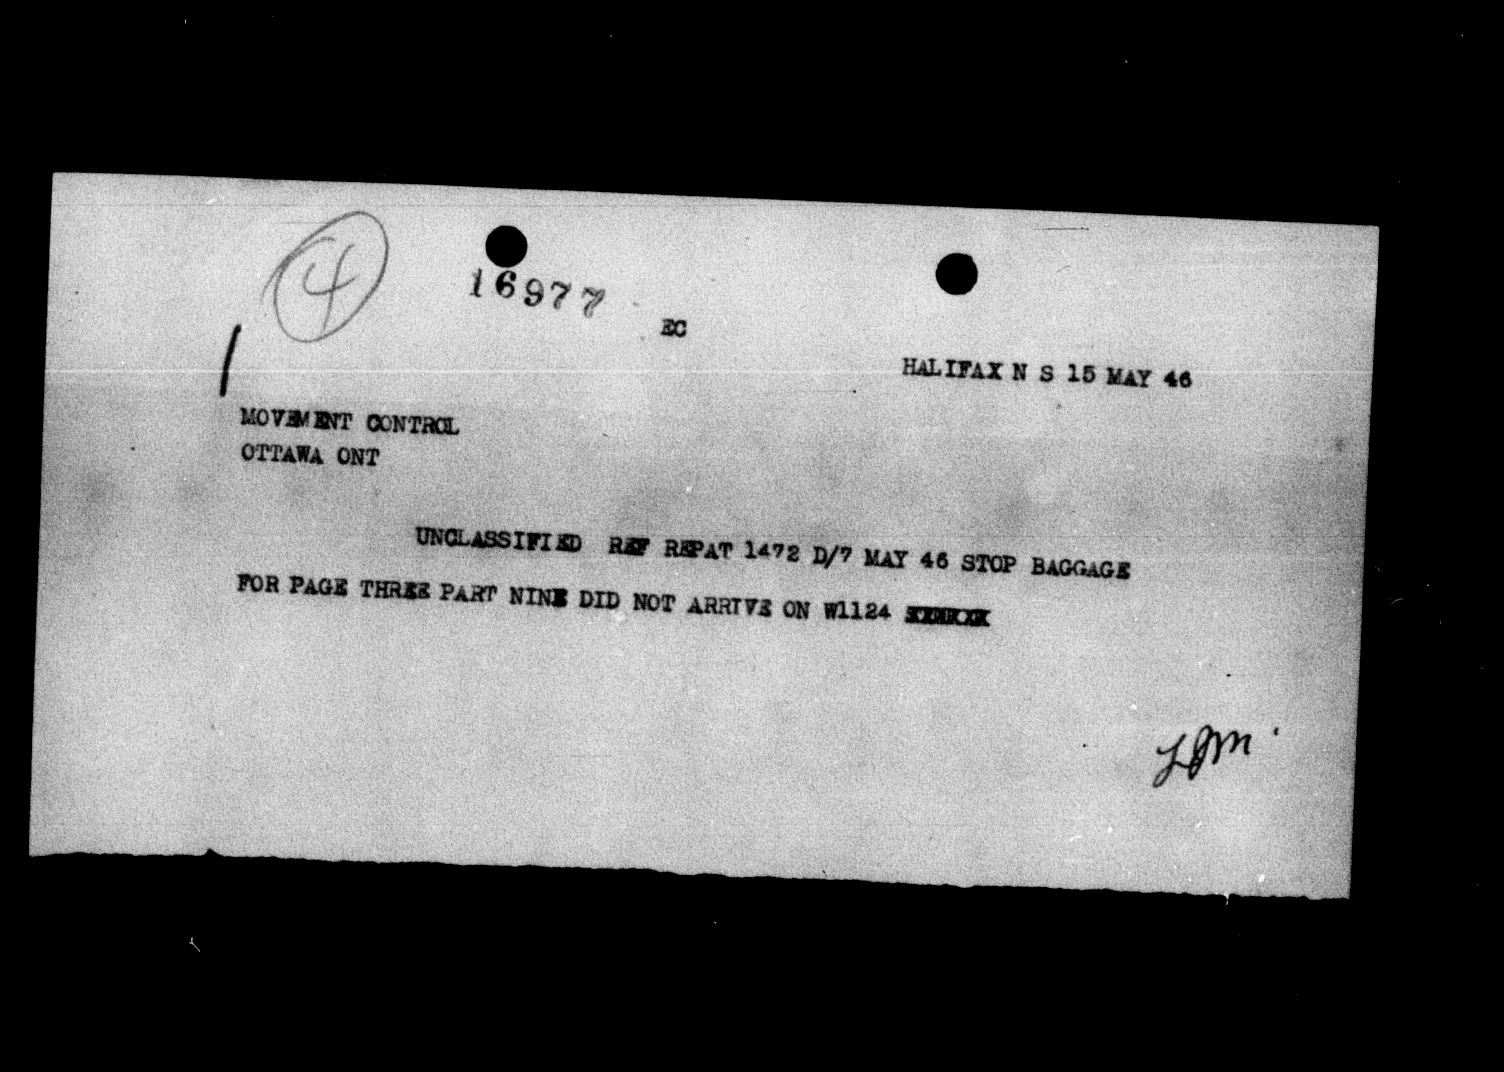 4
16977
EC
HALIFAX N S 15 MAY 46
MOVEMENT CONTROL
OTTAWA ONT
UNCLASSIFIED REF REPAT 1472 D/7 MAY 46 STOP BAGGAGE
FOR PAGE THREE PART NINE DID NOT ARRIVE ON W1124